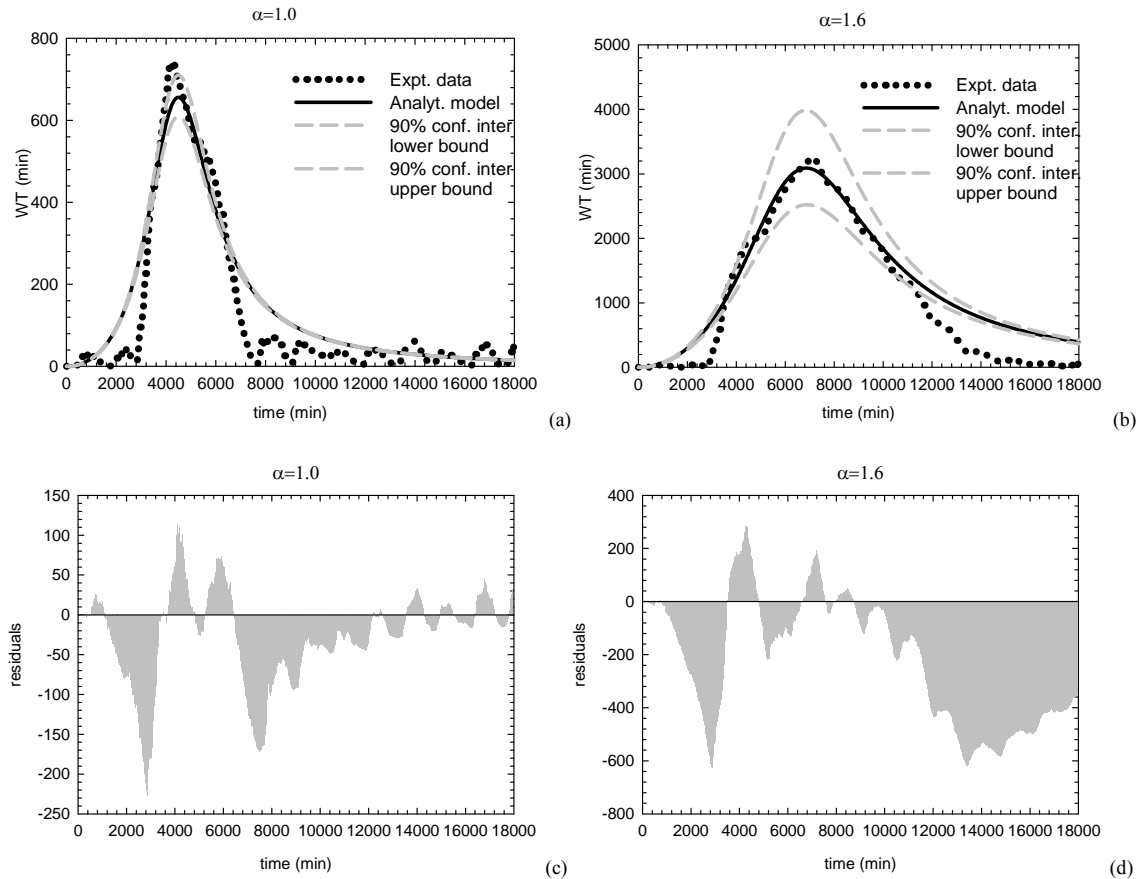 α=1.0
800
600
400
200
0
WT (min)
Expt. data
Analyt. model
90% conf. inter
lower bound
90% conf. inter
upper bound
0 2000 4000 6000 8000 10000 12000 14000 16000 18000
time (min)
(a)
α=1.6
5000
4000
3000
2000
1000
0
WT (min)
Expt. data
Analyt. model
90% conf. inter.
lower bound
90% conf. inter.
upper bound
0 2000 4000 6000 8000 10000 12000 14000 16000 18000
time (min)
(b)
α=1.0
150
100
50
0
-50
-100
-150
-200
-250
residuals
0 2000 4000 6000 8000 10000 12000 14000 16000 18000
time (min)
(c)
α=1.6
400
200
0
-200
-400
-600
-800
residuals
0 2000 4000 6000 8000 10000 12000 14000 16000 18000
time (min)
(d)